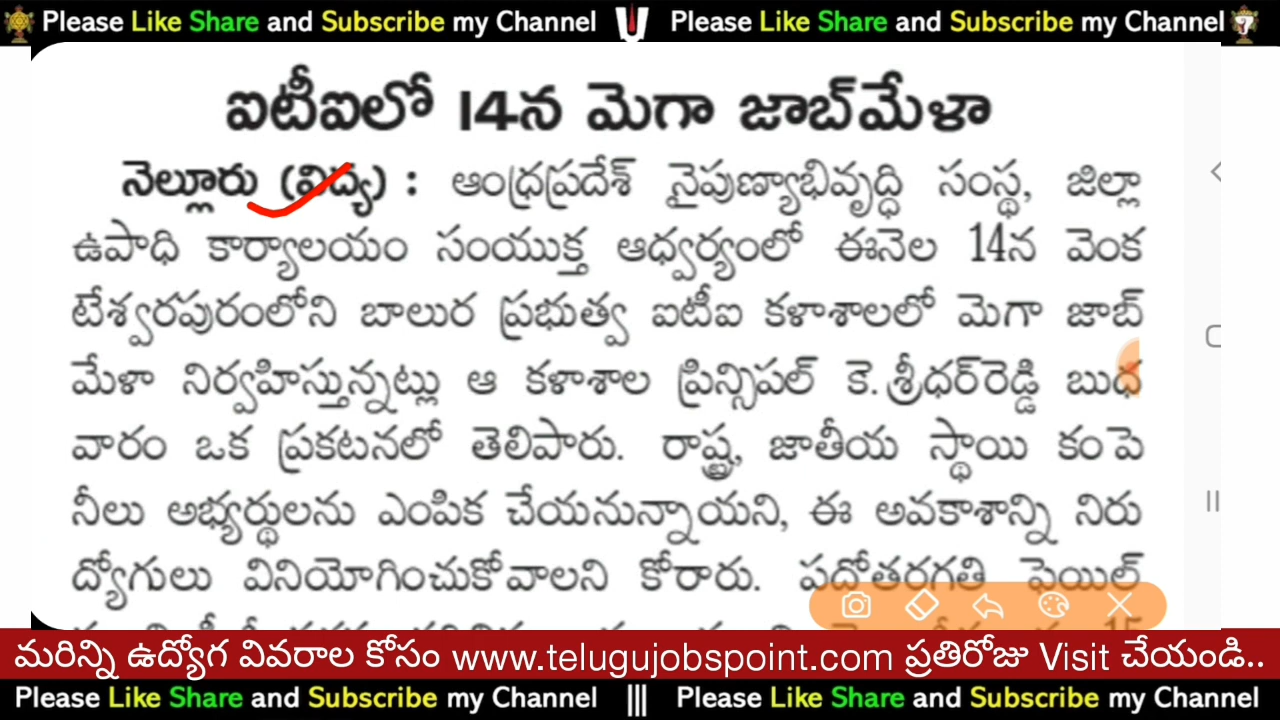 Please Like Share and Subscribe my Channel Please Like Share and Subscribe my Channel
ఐటీఐలో 14న మెగా జాబ్‌మేళా
నెల్లూరు (విద్య) : ఆంధ్రప్రదేశ్ నైపుణ్యాభివృద్ధి సంస్థ, జిల్లా
ఉపాధి కార్యాలయం సంయుక్త ఆధ్వర్యంలో ఈనెల 14న వెంక
టేశ్వరపురంలోని బాలుర ప్రభుత్వ ఐటీఐ కళాశాలలో మెగా జాబ్
మేళా నిర్వహిస్తున్నట్లు ఆ కళాశాల ప్రిన్సిపల్ కె.శ్రీధర్‌రెడ్డి బుధ
వారం ఒక ప్రకటనలో తెలిపారు. రాష్ట్ర, జాతీయ స్థాయి కంపె
నీలు అభ్యర్థులను ఎంపిక చేయనున్నాయని, ఈ అవకాశాన్ని నిరు
ద్యోగులు వినియోగించుకోవాలని కోరారు. పదోతరగతి ఫెయిల్
మరిన్ని ఉద్యోగ వివరాల కోసం www.telugujobspoint.com ప్రతిరోజు Visit చేయండి..
Please Like Share and Subscribe my Channel ||| Please Like Share and Subscribe my Channel